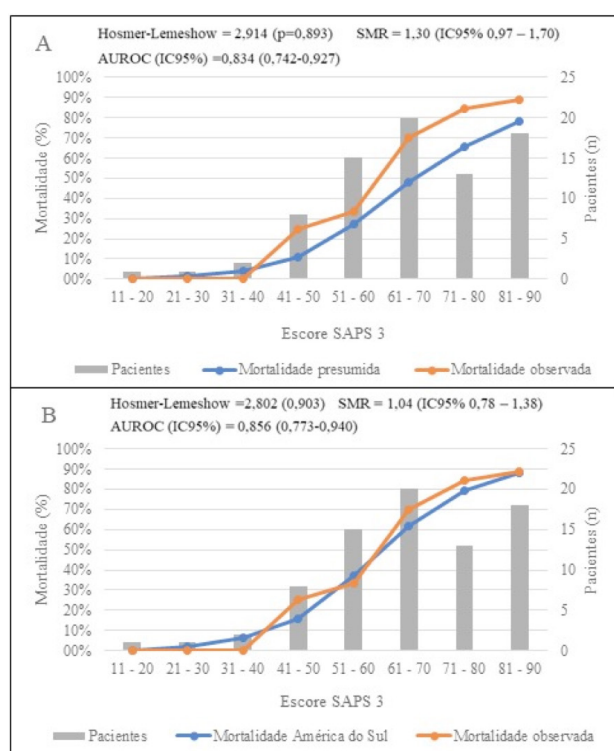 A
Hosmer-Lemeshow = 2,914 (p=0,893) SMR = 1,30 (IC95% 0,97 – 1,70)
AUROC (IC95%) =0,834 (0,742-0,927)
100% 25
90%
80% 20
70%
60% 15
50%
40% 10
30%
20% 5
10%
00% 0
Mortalidade (%)
Pacientes (n)
11 - 20 21 - 30 31 - 40 41 - 50 51 - 60 61 - 70 71 - 80 81 - 90
Escore SAPS 3
Pacientes Mortalidade presumida Mortalidade observada
B
Hosmer-Lemeshow =2,802 (0,903) SMR = 1,04 (IC95% 0,78 – 1,38)
AUROC (IC95%) = 0,856 (0,773-0,940)
100% 25
90%
80% 20
70%
60% 15
50%
40% 10
30%
20% 5
10%
00% 0
Mortalidade (%)
Pacientes (n)
11 - 20 21 - 30 31 - 40 41 - 50 51 - 60 61 - 70 71 - 80 81 - 90
Escore SAPS 3
Pacientes Mortalidade América do Sul Mortalidade observada